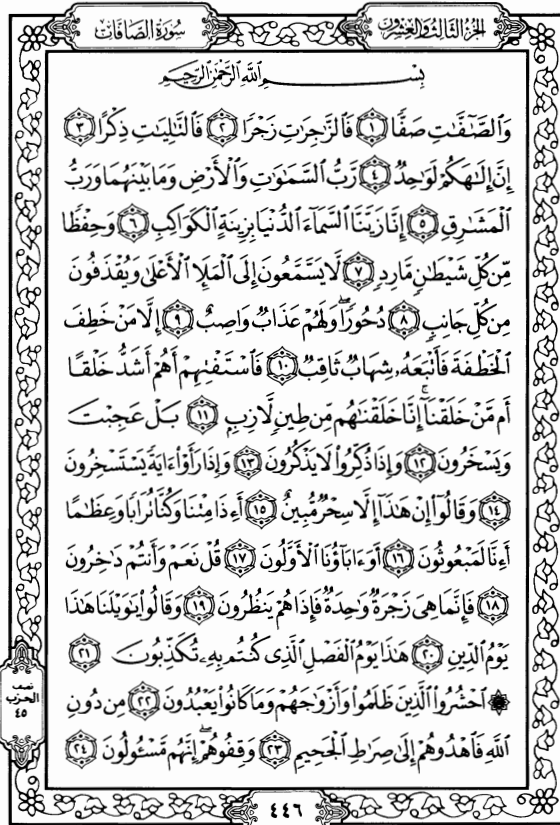 الجزء الثالث والعشرون
سورة الصافات
بِسْمِ اللَّهِ الرَّحْمَٰنِ الرَّحِيمِ
وَالصَّٰٓفَّٰتِ صَفًّا ١ فَالزَّٰجِرَٰتِ زَجْرًا ٢ فَالتَّٰلِيَٰتِ ذِكْرًا ٣
إِنَّ إِلَٰهَكُمْ لَوَٰحِدٌ ٤ رَّبُّ السَّمَٰوَٰتِ وَالْأَرْضِ وَمَا بَيْنَهُمَا وَرَبُّ
الْمَشَٰرِقِ ٥ إِنَّا زَيَّنَّا السَّمَآءَ الدُّنْيَا بِزِينَةٍ الْكَوَاكِبِ ٦ وَحِفْظًا
مِّن كُلِّ شَيْطَٰنٍ مَّارِدٍ ٧ لَّا يَسَّمَّعُونَ إِلَى الْمَلَإِ الْأَعْلَىٰ وَيُقْذَفُونَ
مِن كُلِّ جَانِبٍ ٨ دُحُورًا ۖ وَلَهُمْ عَذَابٌ وَاصِبٌ ٩ إِلَّا مَنْ خَطِفَ
الْخَطْفَةَ فَأَتْبَعَهُۥ شِهَابٌ ثَاقِبٌ ١٠ فَاسْتَفْتِهِمْ أَهُمْ أَشَدُّ خَلْقًا
أَم مَّنْ خَلَقْنَآ ۚ إِنَّا خَلَقْنَٰهُم مِّن طِينٍ لَّازِبٍ ١١ بَلْ عَجِبْتَ
وَيَسْخَرُونَ ١٢ وَإِذَا ذُكِّرُوا۟ لَا يَذْكُرُونَ ١٣ وَإِذَا رَأَوْا۟ ءَايَةً يَسْتَسْخِرُونَ
١٤ وَقَالُوٓا۟ إِنْ هَٰذَآ إِلَّا سِحْرٌ مُّبِينٌ ١٥ أَءِذَا مِتْنَا وَكُنَّا تُرَابًا وَعِظَٰمًا
أَءِنَّا لَمَبْعُوثُونَ ١٦ أَوَءَابَآؤُنَا الْأَوَّلُونَ ١٧ قُلْ نَعَمْ وَأَنتُمْ دَٰخِرُونَ
١٨ فَإِنَّمَا هِيَ زَجْرَةٌ وَٰحِدَةٌ فَإِذَا هُمْ يَنظُرُونَ ١٩ وَقَالُوا۟ يَٰوَيْلَنَا هَٰذَا
يَوْمُ الدِّينِ ٢٠ هَٰذَا يَوْمُ الْفَصْلِ الَّذِي كُنتُم بِهِۦ تُكَذِّبُونَ ٢١
۞ احْشُرُوا۟ الَّذِينَ ظَلَمُوا۟ وَأَزْوَٰجَهُمْ وَمَا كَانُوا۟ يَعْبُدُونَ ٢٢ مِن دُونِ
اللَّهِ فَاهْدُوهُمْ إِلَىٰ صِرَٰطِ الْجَحِيمِ ٢٣ وَقِفُوهُمْ ۖ إِنَّهُم مَّسْـُٔولُونَ ٢٤
نصف
الحزب
٤٥
٤٤٦